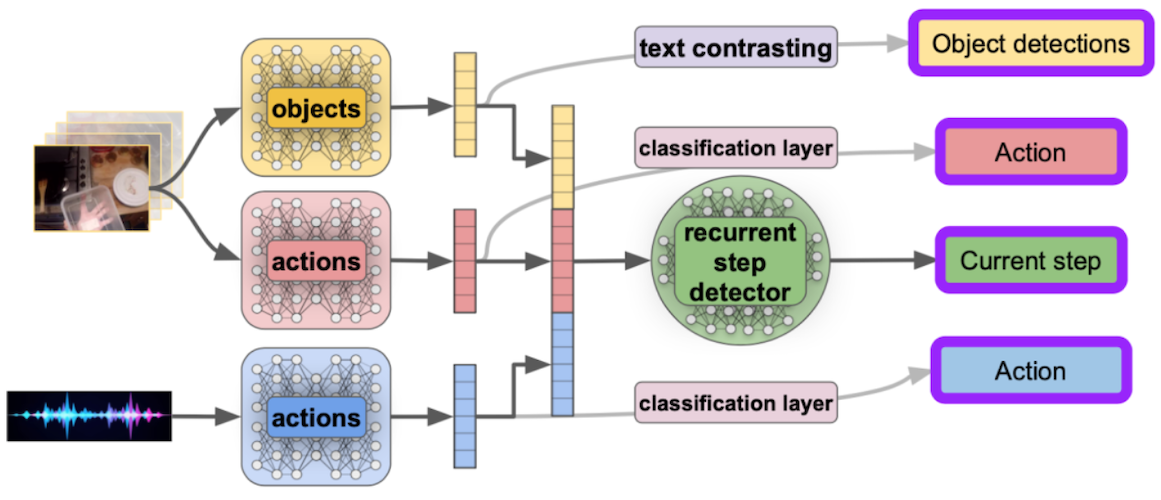 text contrasting
Object detections
objects
classification layer
Action
actions
recurrent
step
detector
Current step
actions
classification layer
Action